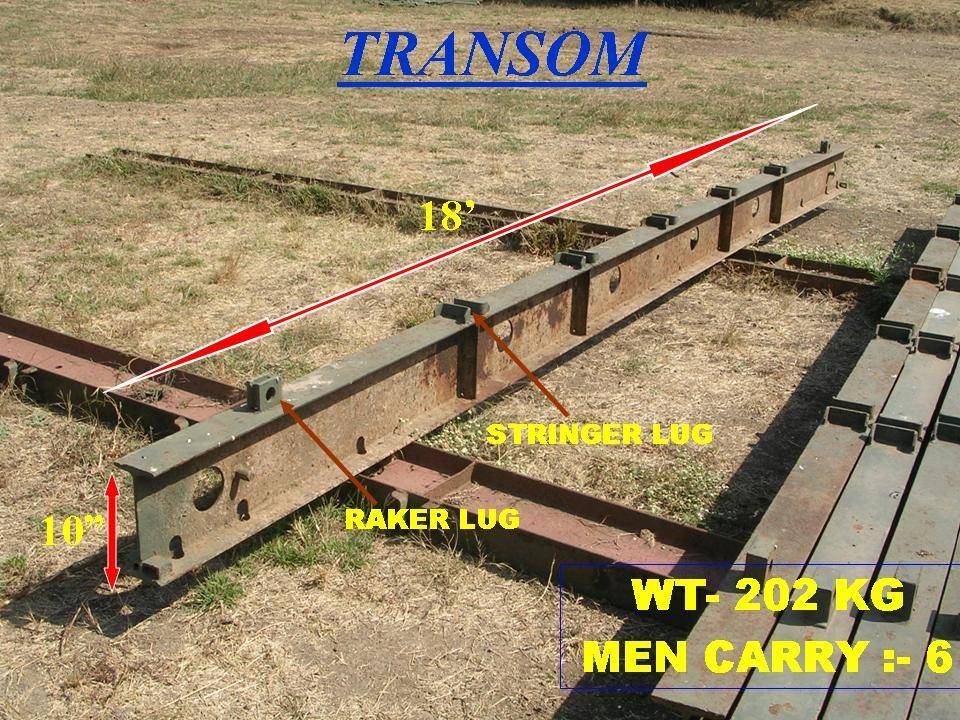 TRANSOM
18’
STRINGER LUG
RAKER LUG
10”
WT- 202 KG
MEN CARRY :- 6